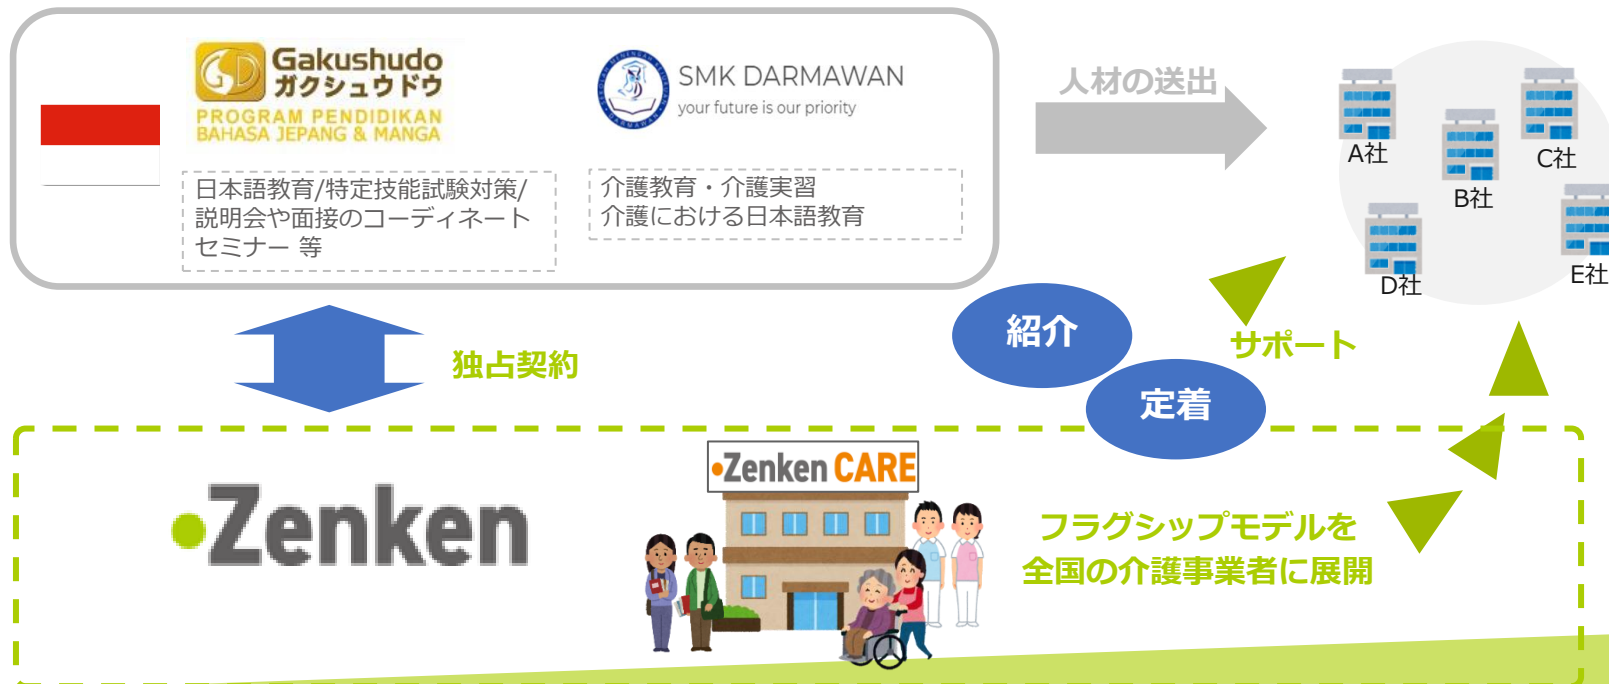 Gakushudo
ガクシュウドウ
PROGRAM PENDIDIKAN
BAHASA JEPANG & MANGA
SMK DARMAWAN
your future is our priority
日本語教育/特定技能試験対策/
説明会や面接のコーディネート
セミナー 等
介護教育・介護実習
介護における日本語教育
人材の送出
A社
B社
C社
D社
E社
独占契約
紹介
定着
サポート
Zenken
Zenken CARE
フラグシップモデルを
全国の介護事業者に展開